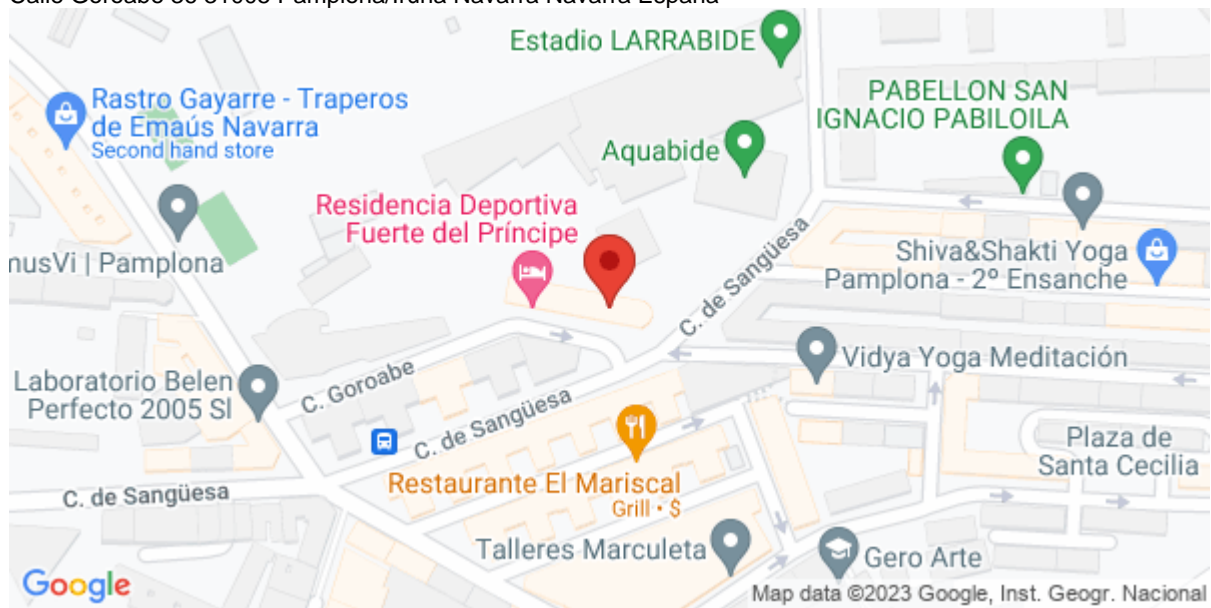 Estadio LARRABIDE
Rastro Gayarre - Traperos
de Emaús Navarra
Second hand store
PABELLON SAN
IGNACIO PABILOILA
Aquabide
Residencia Deportiva
Fuerte del Príncipe
nusVi | Pamplona
Shiva&Shakti Yoga
Pamplona - 2º Ensanche
C. de Sangüesa
Vidya Yoga Meditación
C. Goroabe
Laboratorio Belen
Perfecto 2005 Sl
C. de Sangüesa
Plaza de
Santa Cecilia
Restaurante El Mariscal
Grill • $
C. de Sangüesa
Talleres Marculeta
Gero Arte
Google
Map data ©2023 Google, Inst. Geogr. Nacional